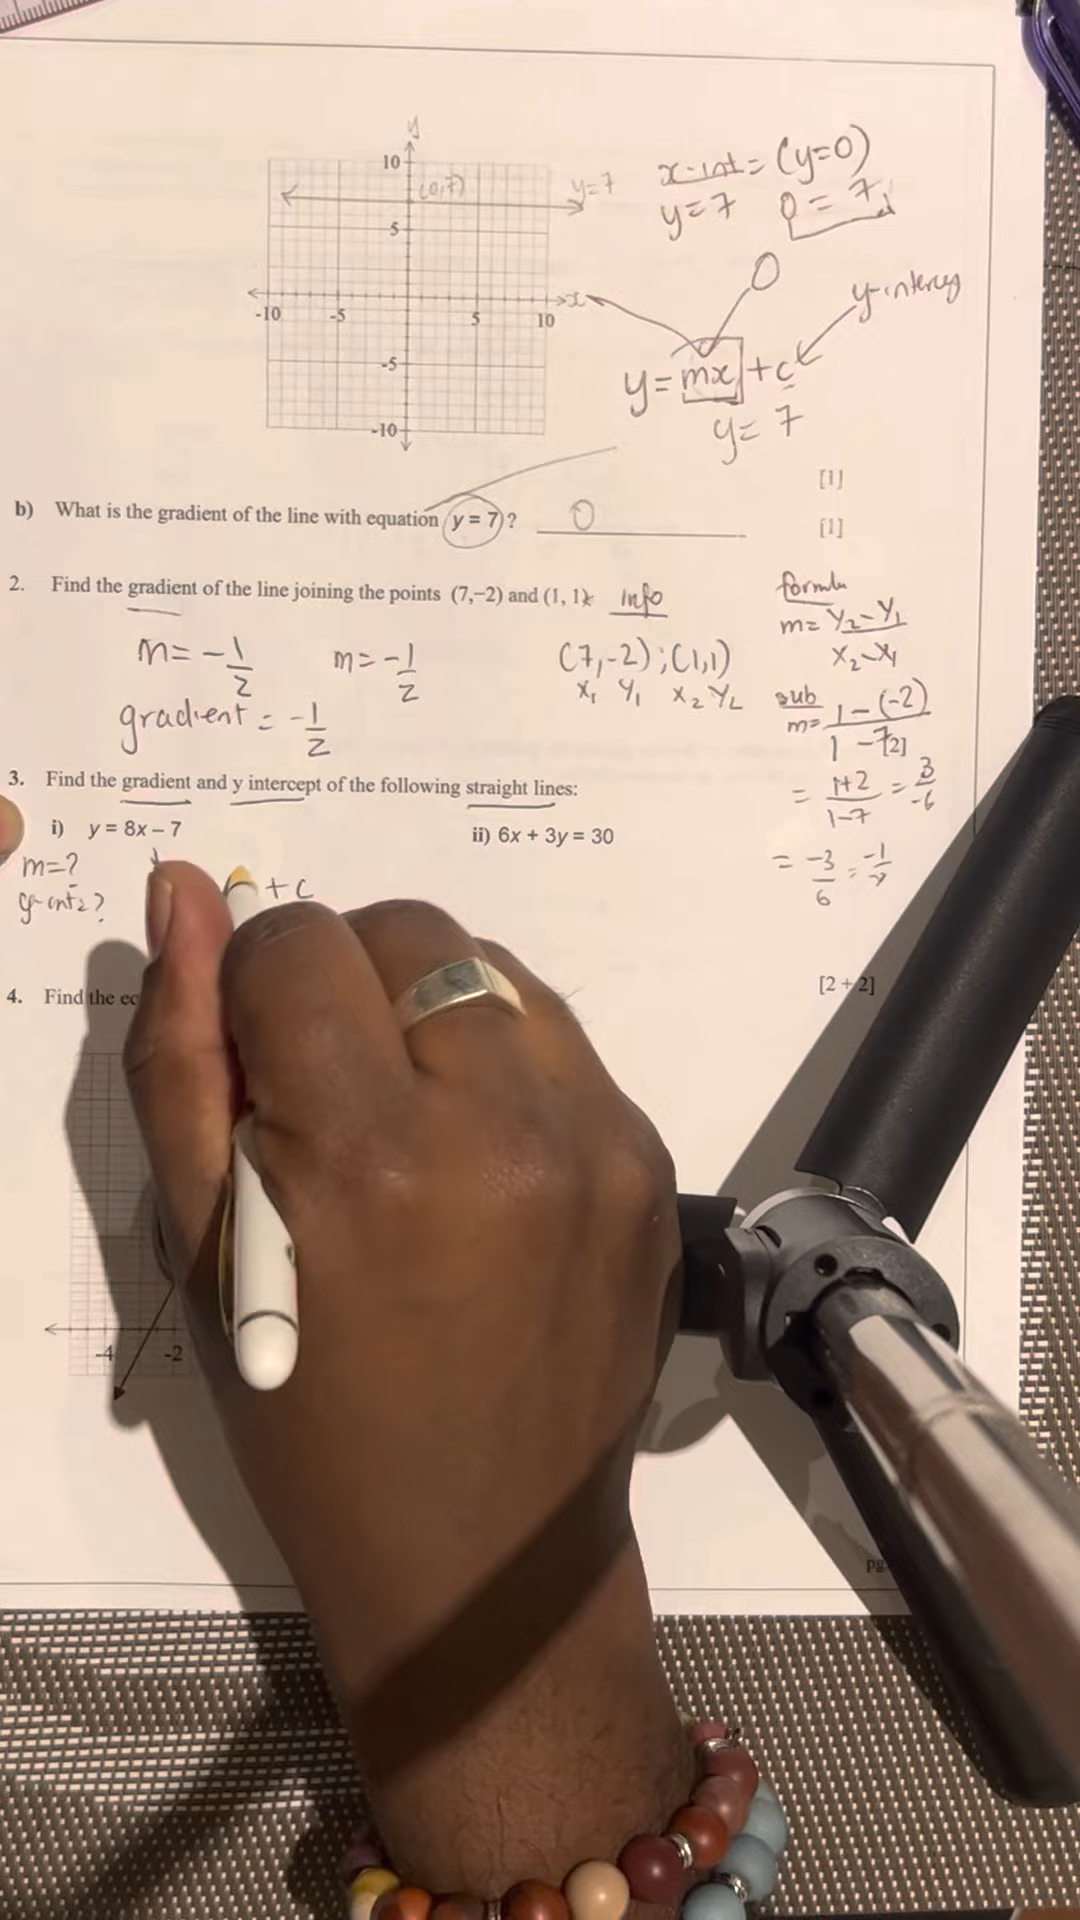 y
10
(0,7)
y=7
x-int= (y=0)
y=7 0 = 7
5
-10 -5 5 10
x
0
y-intercep
y=mx +c
y= 7
-5
-10
[1]
b) What is the gradient of the line with equation y = 7 ? 0
[1]
2. Find the gradient of the line joining the points (7,−2) and (1, 1). info
formula
m= Y2-Y1
X2-X1
m= -1
2
m= -1
2
(7,-2);(1,1)
X1 Y1 X2 Y2
sub
m= 1-(-2)
1 -7
[2]
gradient = -1
2
= 1+2 = 3
1-7 -6
= -3 = -1
6
3. Find the gradient and y intercept of the following straight lines:
i) y = 8x – 7 ii) 6x + 3y = 30
m=?
y-int=?
+c
[2 + 2]
4. Find the
-4 -2
pg